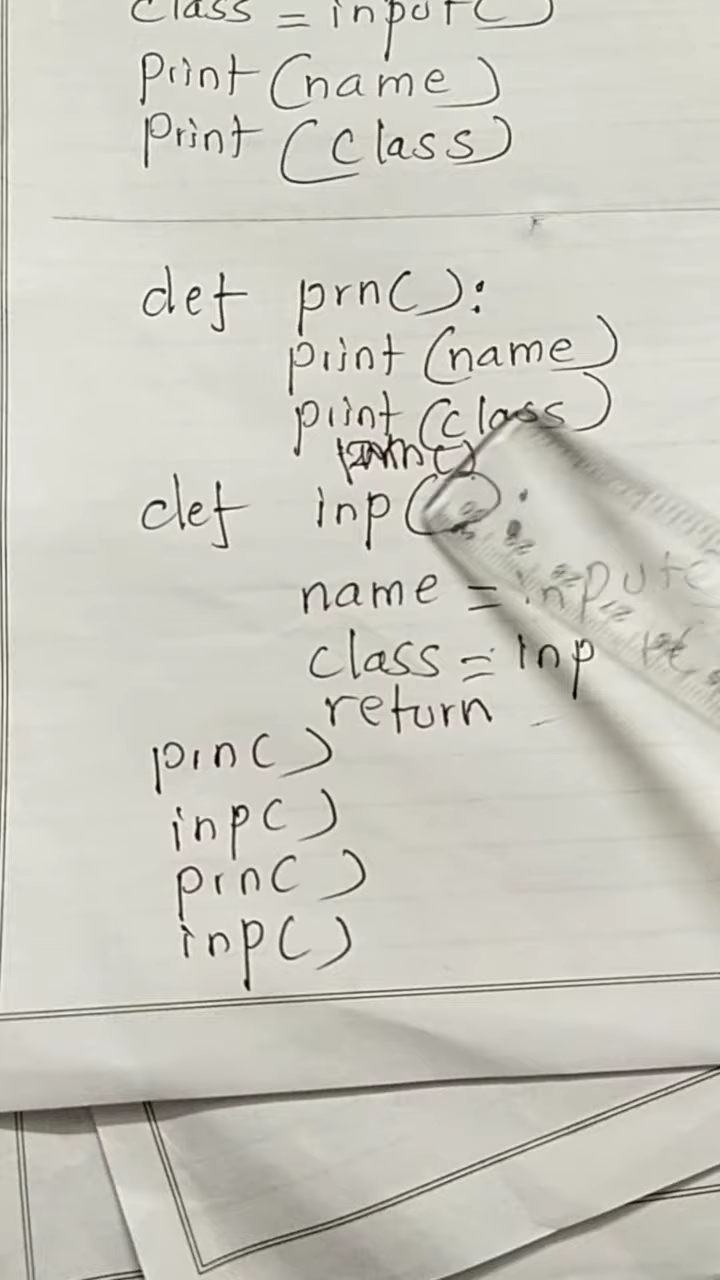 class = input()
print (name)
print (class)
def prn():
print (name)
print (class)
def inp():
name = input(
class = inp
return
prn()
inp()
prn()
inp()